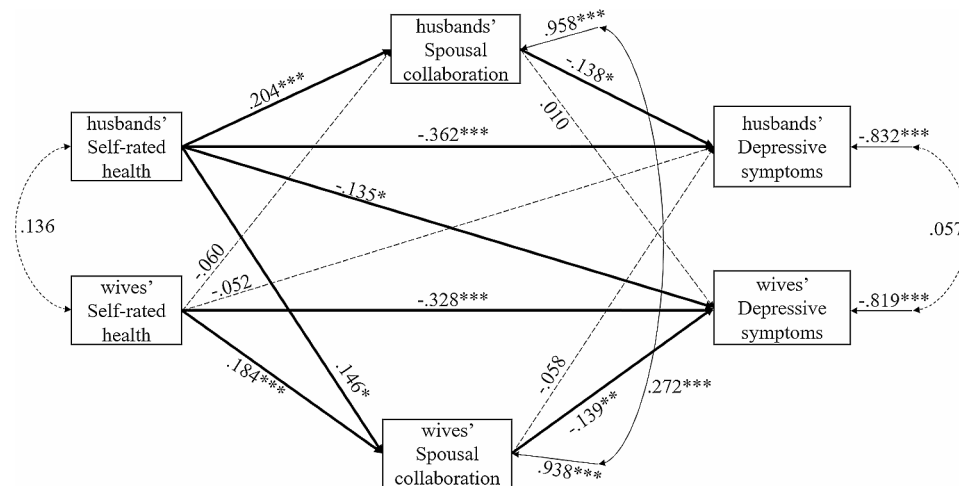 husbands'
Spousal
collaboration
.958***
.204***
-.138*
.010
husbands'
Self-rated
health
-.362***
husbands'
Depressive
symptoms
-.832***
-.135*
.136
-.060
-.052
.057
wives'
Self-rated
health
-.328***
wives'
Depressive
symptoms
-.819***
.184***
.146*
-.058
-.139**
.272***
wives'
Spousal
collaboration
.938***